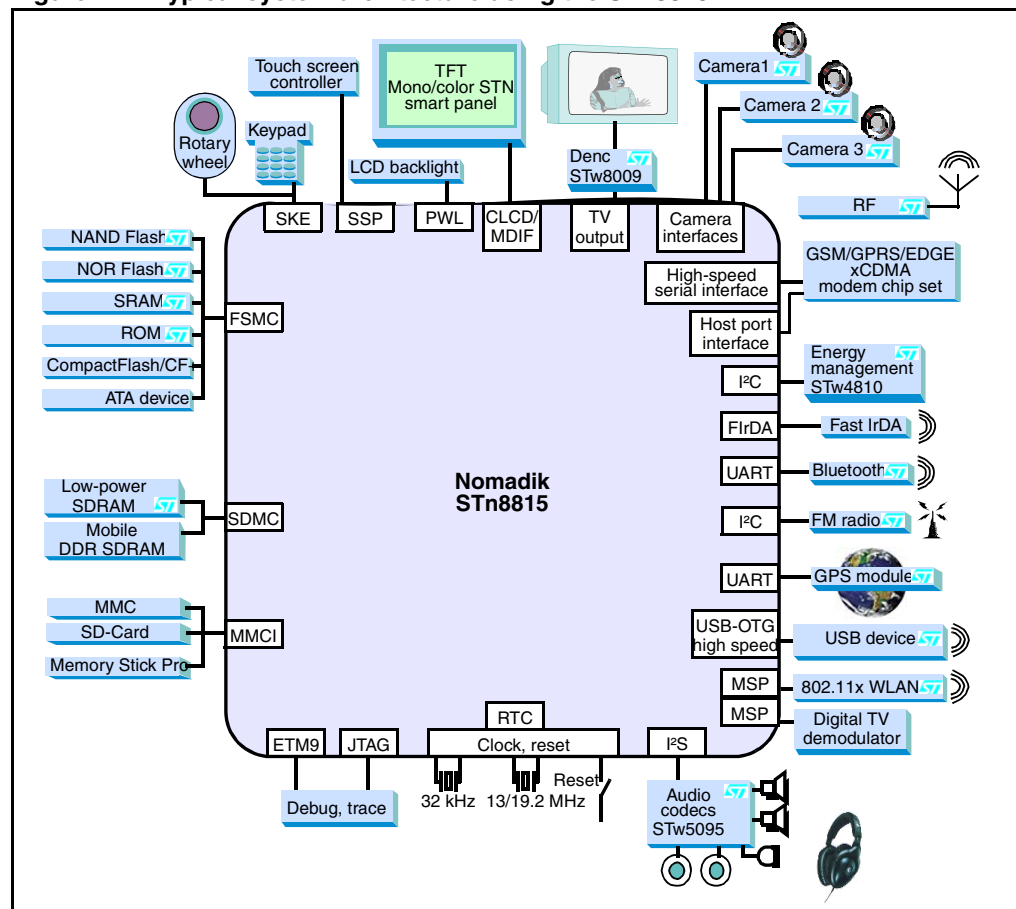 Touch screen
controller
TFT
Mono/color STN
smart panel
Camera1
Camera 2
Camera 3
Rotary
wheel
Keypad
LCD backlight
Denc
STw8009
RF
SKE
SSP
PWL
CLCD/
MDIF
TV
output
Camera
interfaces
NAND Flash
NOR Flash
SRAM
ROM
CompactFlash/CF+
ATA device
FSMC
High-speed
serial interface
Host port
interface
GSM/GPRS/EDGE
xCDMA
modem chip set
I²C
Energy
management
STw4810
FIrDA
Fast IrDA
UART
Bluetooth
I²C
FM radio
UART
GPS module
USB-OTG
high speed
USB device
MSP
802.11x WLAN
MSP
Digital TV
demodulator
Nomadik
STn8815
Low-power
SDRAM
Mobile
DDR SDRAM
SDMC
MMC
SD-Card
Memory Stick Pro
MMCI
ETM9
JTAG
RTC
Clock, reset
I²S
Debug, trace
32 kHz
13/19.2 MHz
Reset
Audio
codecs
STw5095